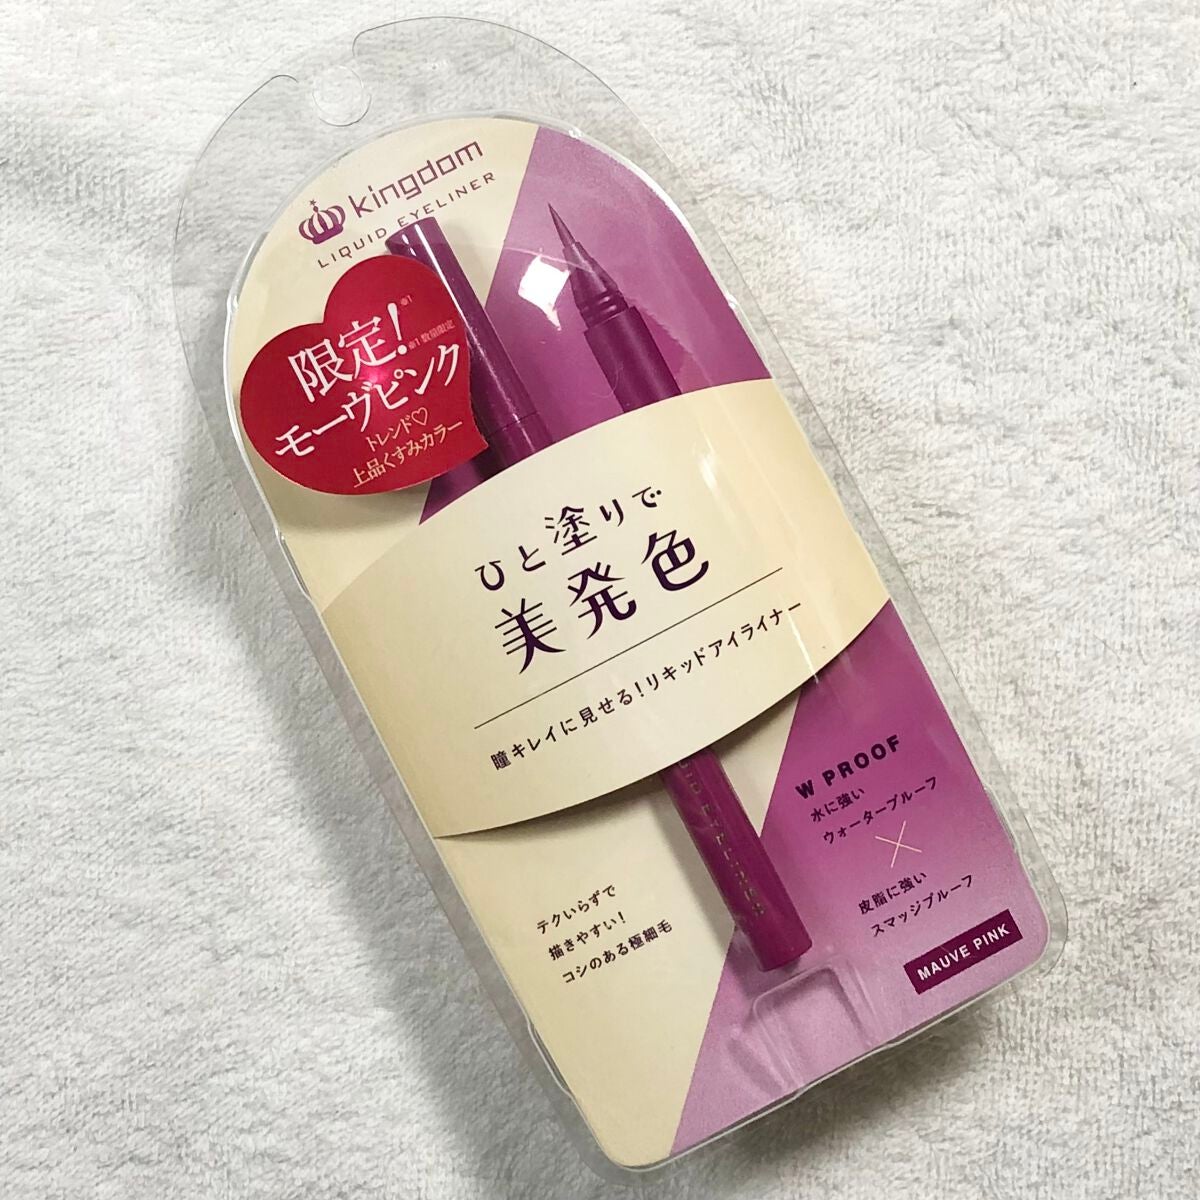 kingdom
LIQUID EYELINER
限定!※1
※1 数量限定
モーヴピンク
トレンド♡
上品くすみカラー
ひと塗りで
美発色
瞳キレイに見せる!リキッドアイライナー
W PROOF
水に強い
ウォータープルーフ
×
皮脂に強い
スマッジプルーフ
テクいらずで
描きやすい!
コシのある極細毛
MAUVE PINK